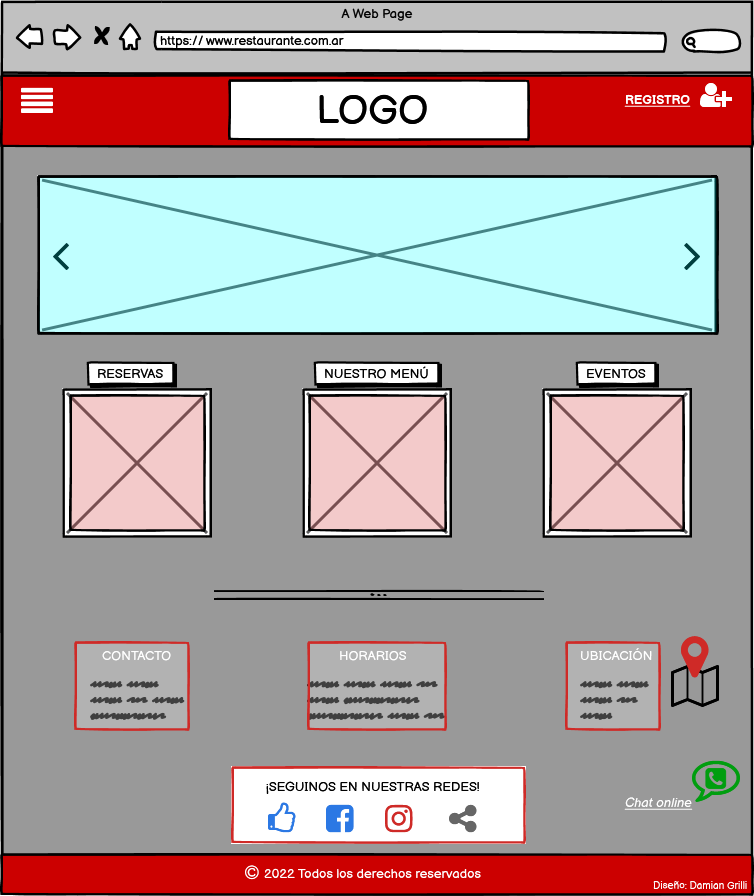 A Web Page
https:// www.restaurante.com.ar
LOGO
REGISTRO
RESERVAS
NUESTRO MENÚ
EVENTOS
CONTACTO
HORARIOS
UBICACIÓN
¡SEGUINOS EN NUESTRAS REDES!
Chat online
© 2022 Todos los derechos reservados
Diseño: Damian Grilli